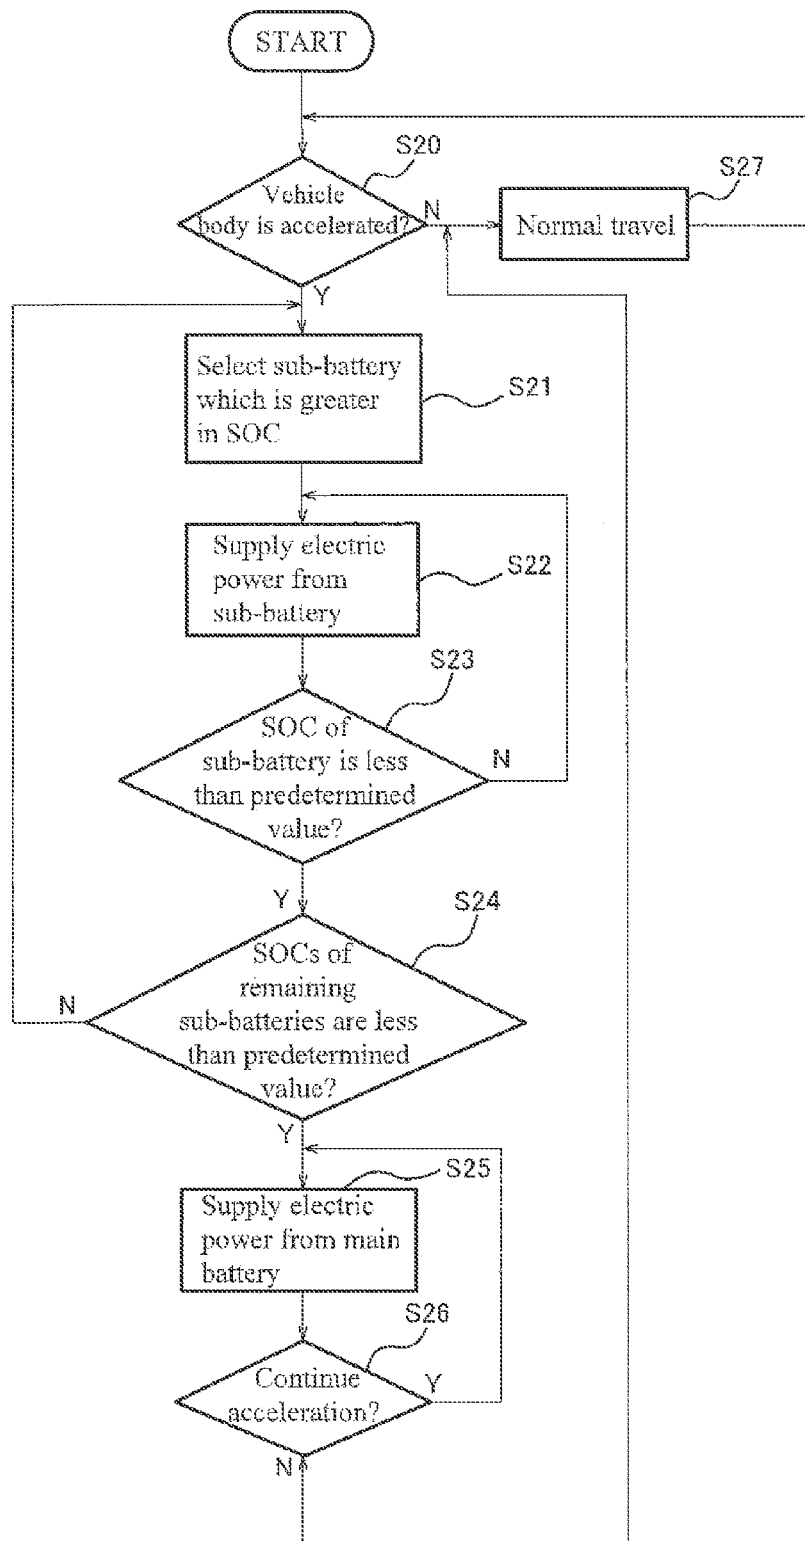 START
S20
Vehicle
body is accelerated?
N
S27
Normal travel
Y
Select sub-battery
which is greater
in SOC
S21
Supply electric
power from
sub-battery
S22
S23
SOC of
sub-battery is less
than predetermined
value?
N
Y
S24
SOCs of
remaining
sub-batteries are less
than predetermined
value?
N
Y
S25
Supply electric
power from main
battery
S26
Continue
acceleration?
Y
N